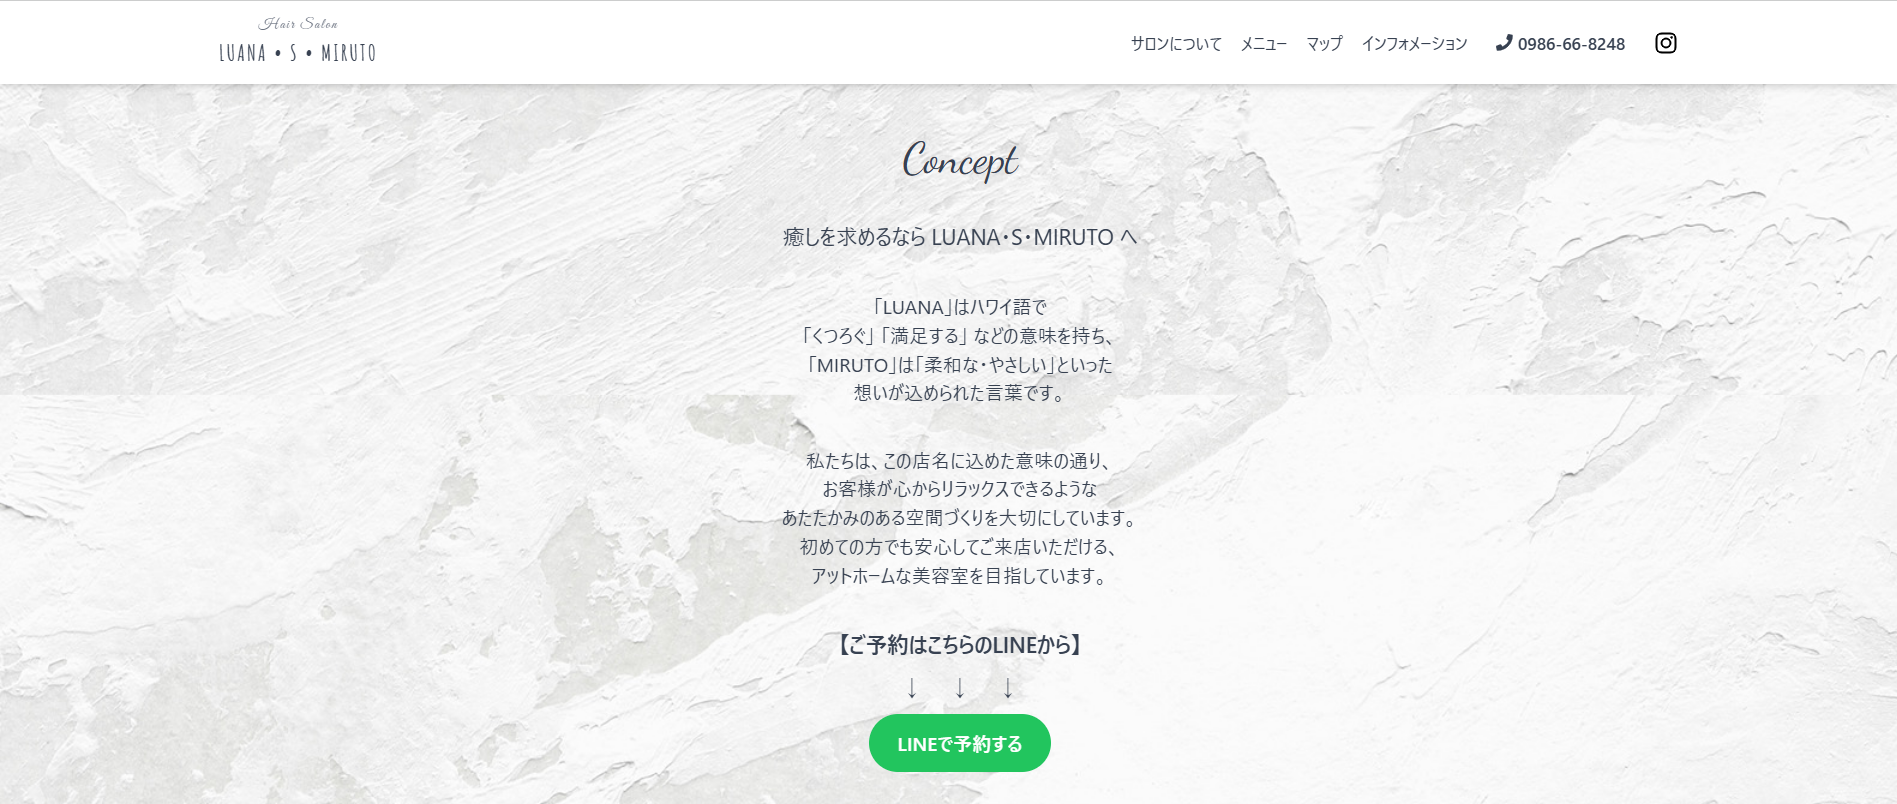 Hair Salon
LUANA • S • MIRUTO
サロンについて メニュー マップ インフォメーション 0986-66-8248
Concept
癒しを求めるなら LUANA・S・MIRUTO へ
「LUANA」はハワイ語で
「くつろぐ」「満足する」 などの意味を持ち、
「MIRUTO」は「柔和な・やさしい」といった
想いが込められた言葉です。
私たちは、この店名に込めた意味の通り、
お客様が心からリラックスできるような
あたたかみのある空間づくりを大切にしています。
初めての方でも安心してご来店いただける、
アットホームな美容室を目指しています。
【ご予約はこちらのLINEから】
↓ ↓ ↓
LINEで予約する